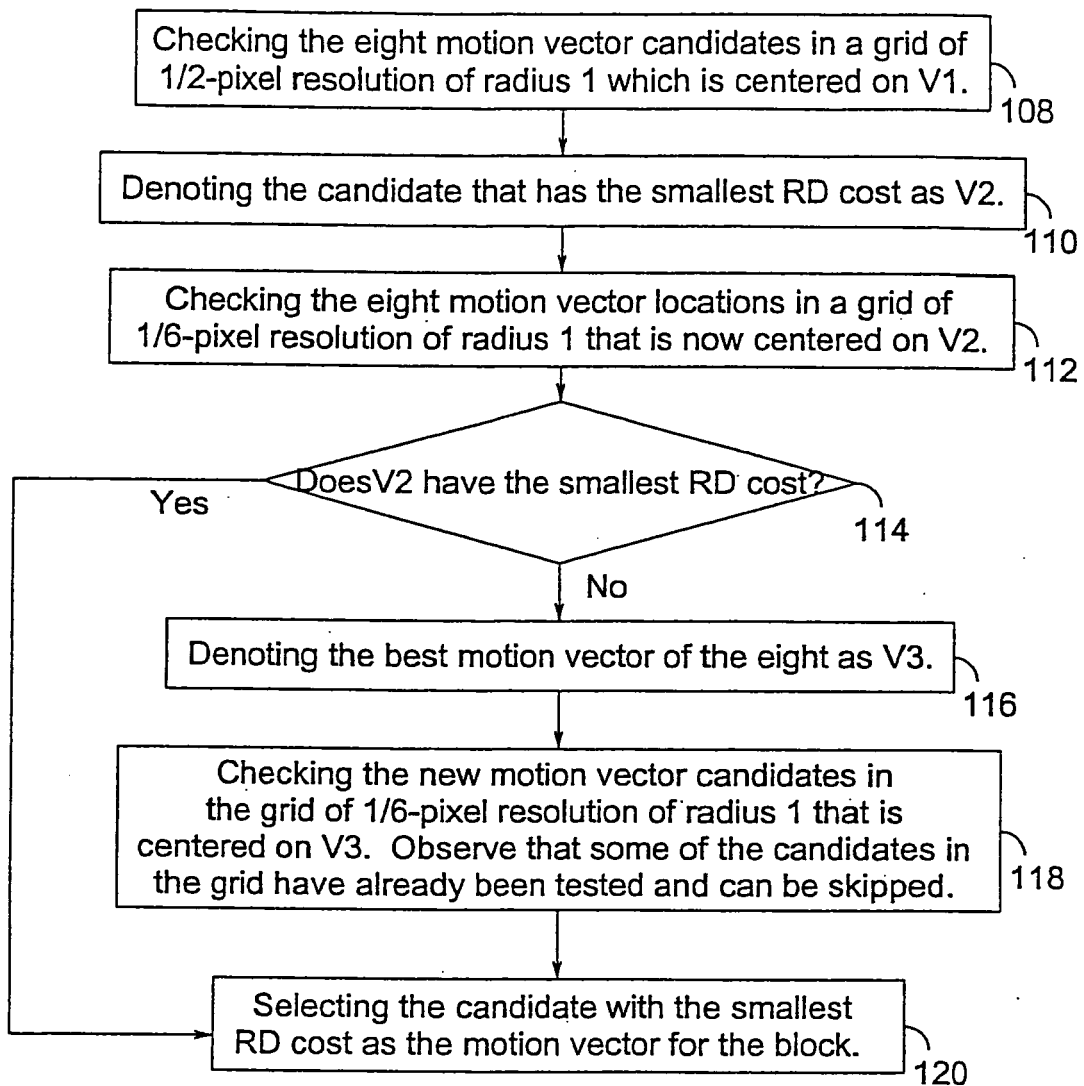 Checking the eight motion vector candidates in a grid of
1/2-pixel resolution of radius 1 which is centered on V1.
108
Denoting the candidate that has the smallest RD cost as V2.
110
Checking the eight motion vector locations in a grid of
1/6-pixel resolution of radius 1 that is now centered on V2.
112
DoesV2 have the smallest RD cost?
114
Yes
No
Denoting the best motion vector of the eight as V3.
116
Checking the new motion vector candidates in
the grid of 1/6-pixel resolution of radius 1 that is
centered on V3. Observe that some of the candidates in
the grid have already been tested and can be skipped.
118
Selecting the candidate with the smallest
RD cost as the motion vector for the block.
120